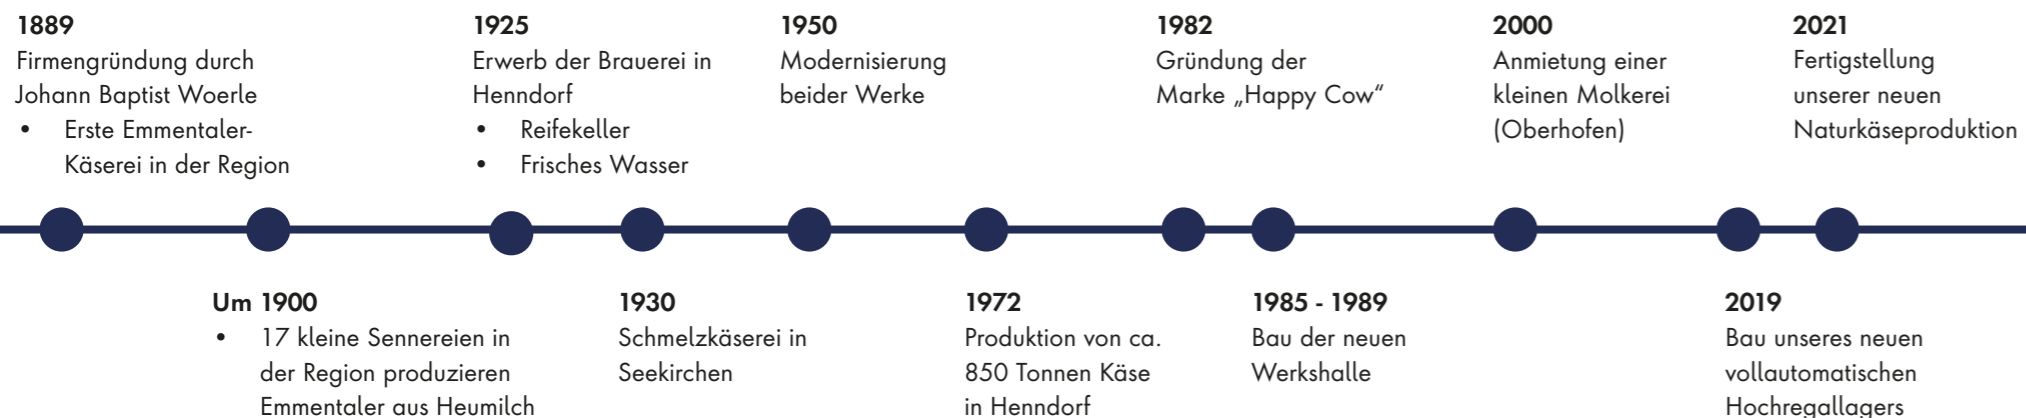 1889
Firmengründung durch
Johann Baptist Woerle
• Erste Emmentaler-
Käserei in der Region
Um 1900
• 17 kleine Sennereien in
der Region produzieren
Emmentaler aus Heumilch
1925
Erwerb der Brauerei in
Henndorf
• Reifekeller
• Frisches Wasser
1930
Schmelzkäserei in
Seekirchen
1950
Modernisierung
beider Werke
1972
Produktion von ca.
850 Tonnen Käse
in Henndorf
1982
Gründung der
Marke „Happy Cow“
1985 - 1989
Bau der neuen
Werkshalle
2000
Anmietung einer
kleinen Molkerei
(Oberhofen)
2019
Bau unseres neuen
vollautomatischen
Hochregallagers
2021
Fertigstellung
unserer neuen
Naturkäseproduktion